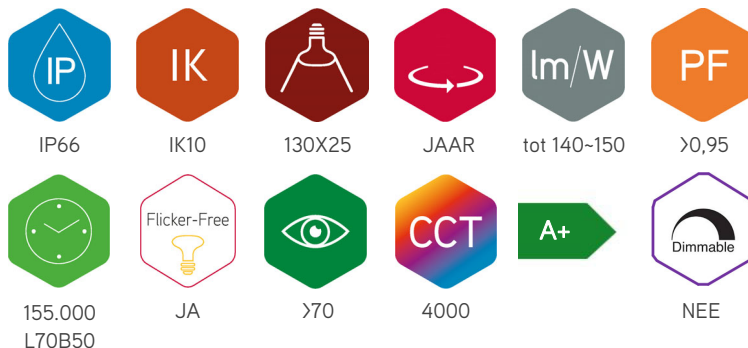 IP
IK
lm/W
PF
IP66
IK10
130X25
JAAR
tot 140~150
>0,95
Flicker-Free
CCT
A+
Dimmable
155.000
L70B50
JA
>70
4000
NEE